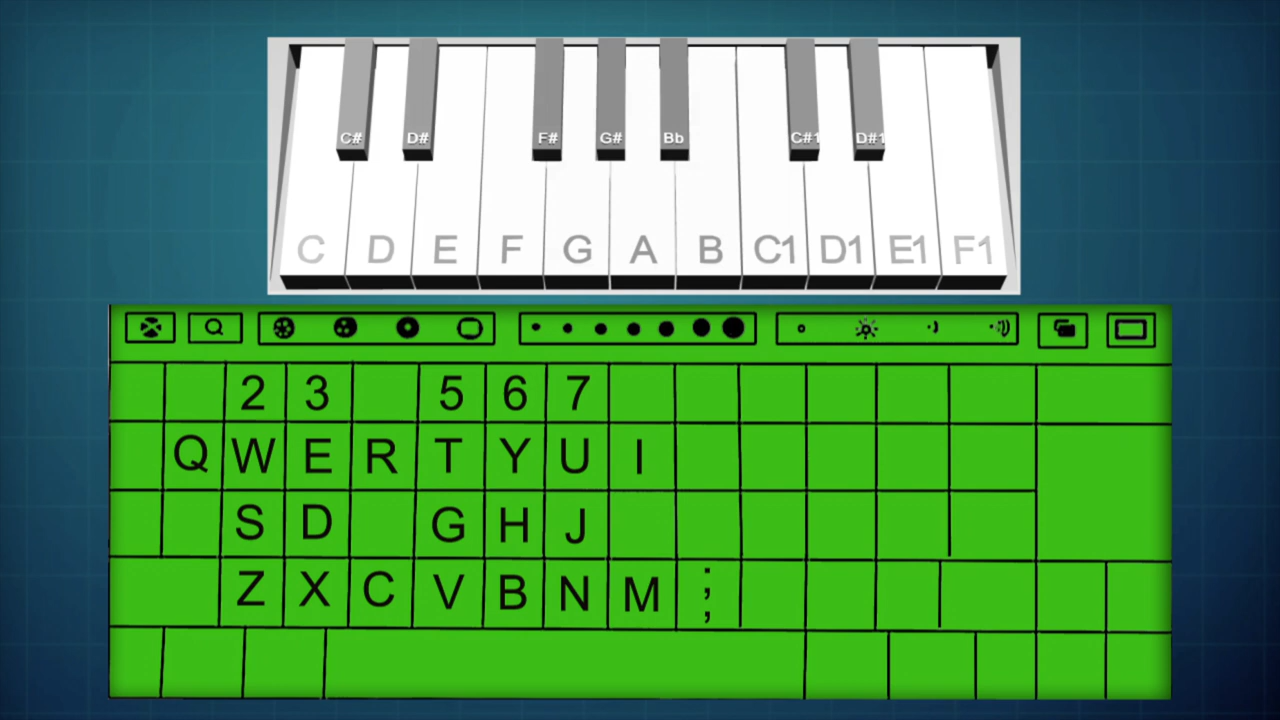 C# D# F# G# Bb C#1 D#1
C D E F G A B C1 D1 E1 F1
2 3 5 6 7
Q W E R T Y U I
S D G H J
Z X C V B N M ;